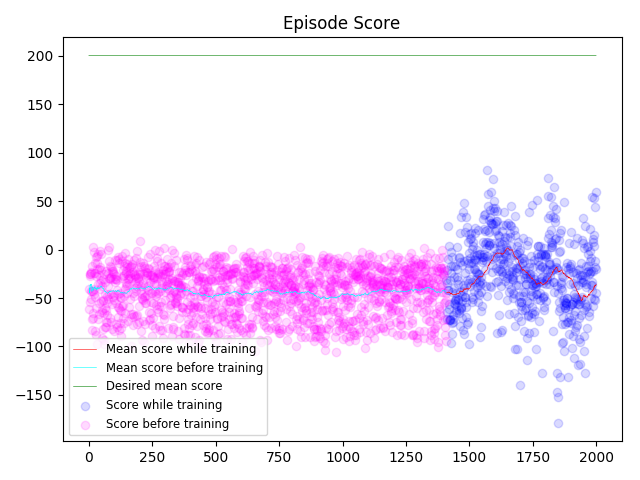 Episode Score
200
150
100
50
0
−50
−100
−150
Mean score while training
Mean score before training
Desired mean score
Score while training
Score before training
0 250 500 750 1000 1250 1500 1750 2000